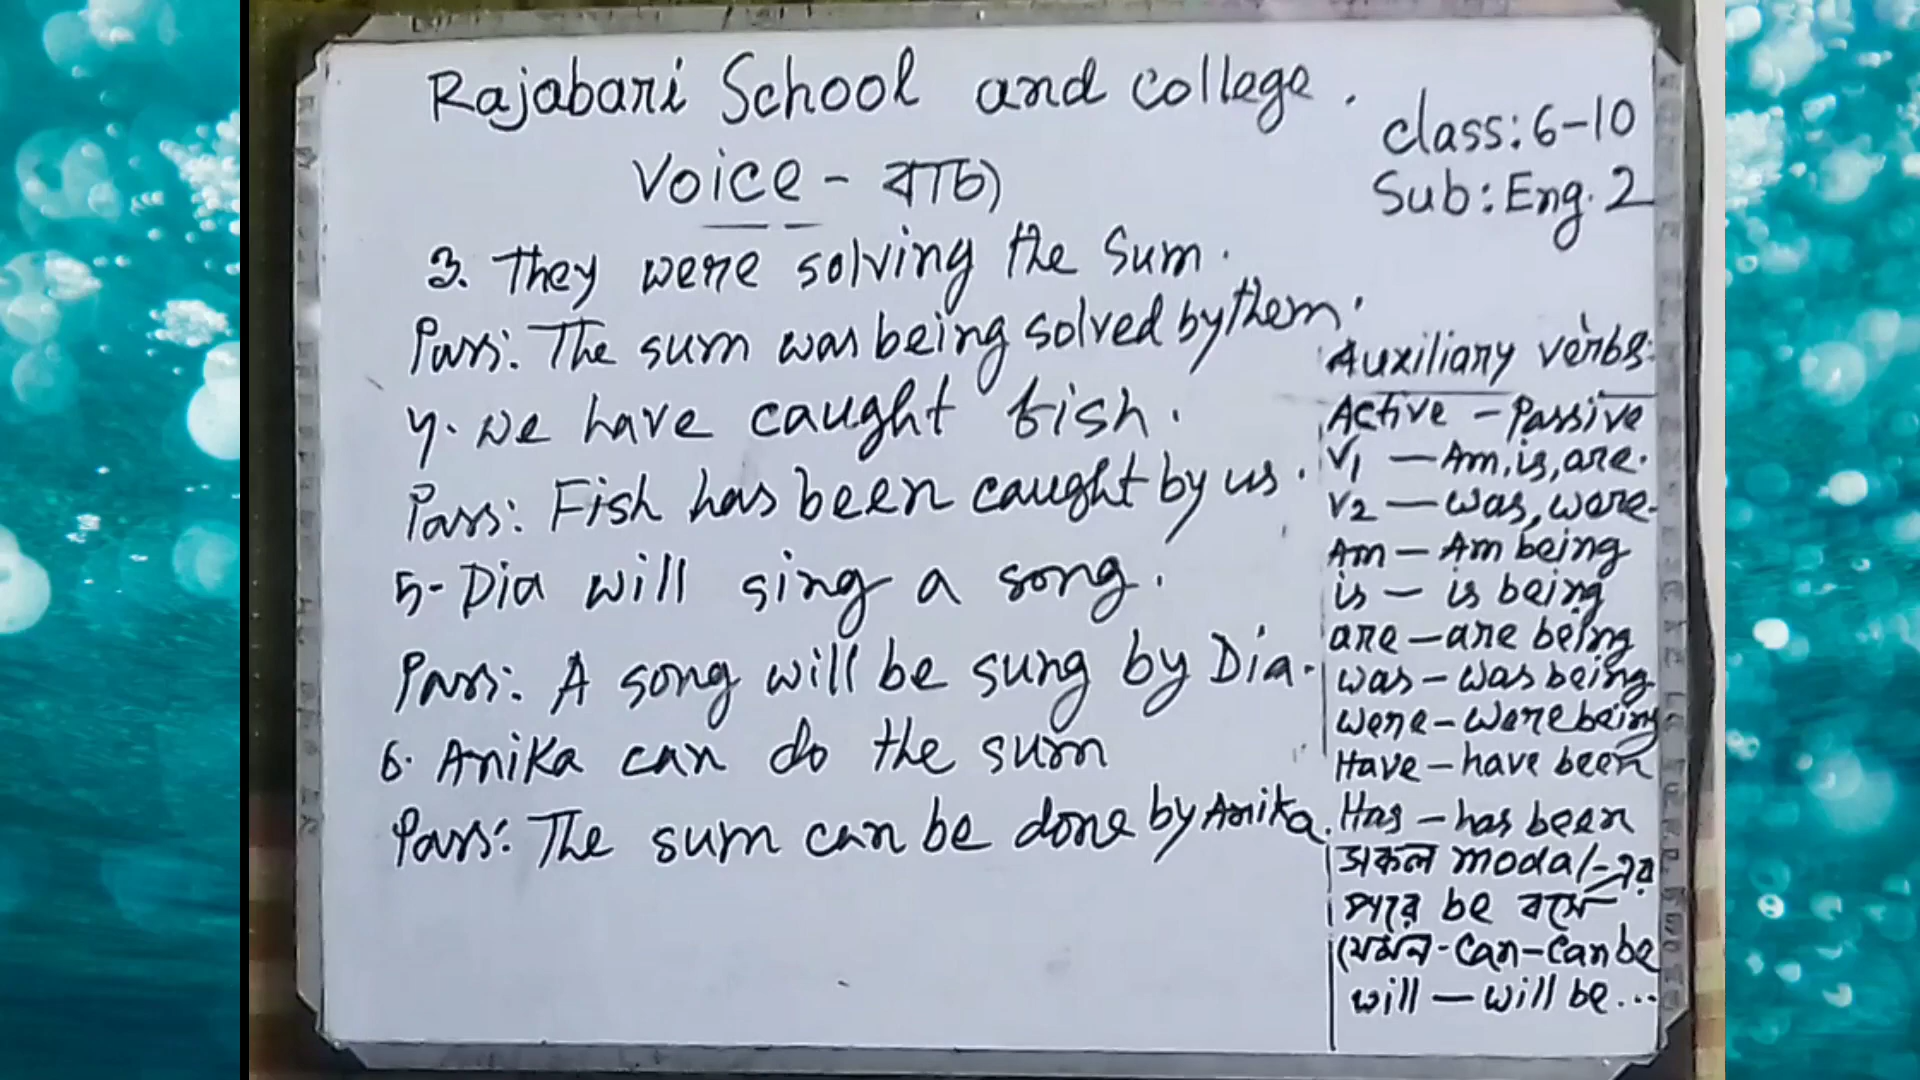 Rajabari School and college.
class: 6-10
Voice - বাচ্য
Sub: Eng. 2
3. They were solving the Sum.
Pass: The sum was being solved by them.
4. we have caught fish.
Pass: Fish has been caught by us.
5- Dia will sing a song.
Pass: A song will be sung by Dia.
6. Anika can do the sum
Pass: The sum can be done by Anika.
Auxiliary verbs:
Active - Passive
V1 — Am, is, are.
V2 — was, were.
Am — Am being
is — is being
are — are being
was — was being
were — were being
Have — have been
Has — has been
সকল modal-এর
পরে be বসে
যেমন- can - can be
will — will be...